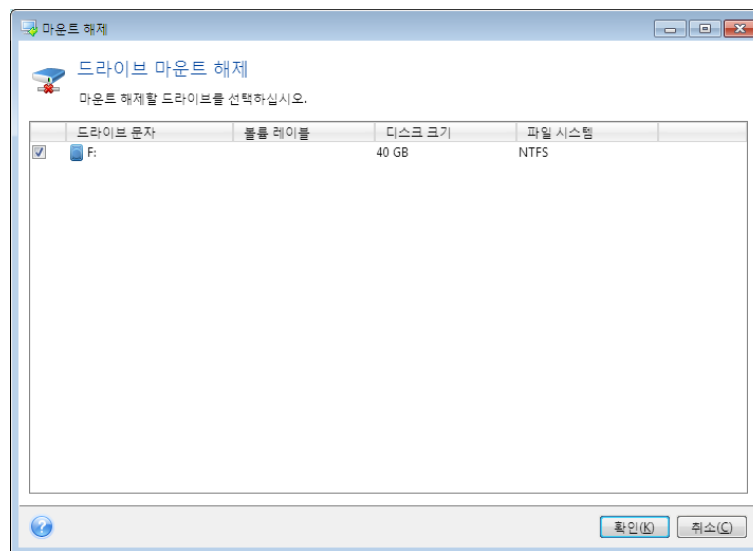 마운트 해제
드라이브 마운트 해제
마운트 해제할 드라이브를 선택하십시오.
드라이브 문자 볼륨 레이블 디스크 크기 파일 시스템
F: 40 GB NTFS
? 확인(K) 취소(C)